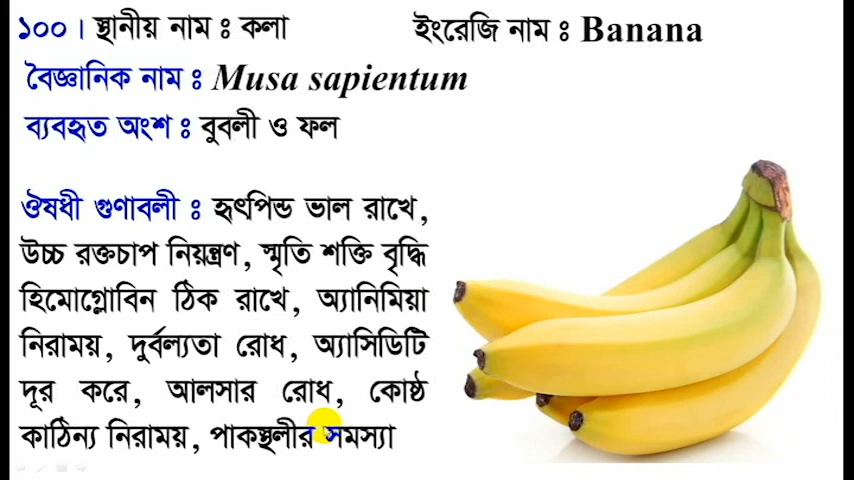 ১০০। স্থানীয় নাম ঃ কলা ইংরেজি নাম ঃ Banana
বৈজ্ঞানিক নাম ঃ Musa sapientum
ব্যবহৃত অংশ ঃ বুবলী ও ফল
ঔষধী গুণাবলী ঃ হৃৎপিন্ড ভাল রাখে,
উচ্চ রক্তচাপ নিয়ন্ত্রণ, স্মৃতি শক্তি বৃদ্ধি
হিমোগ্লোবিন ঠিক রাখে, অ্যানিমিয়া
নিরাময়, দুর্বল্যতা রোধ, অ্যাসিডিটি
দূর করে, আলসার রোধ, কোষ্ঠ
কাঠিন্য নিরাময়, পাকস্থলীর সমস্যা